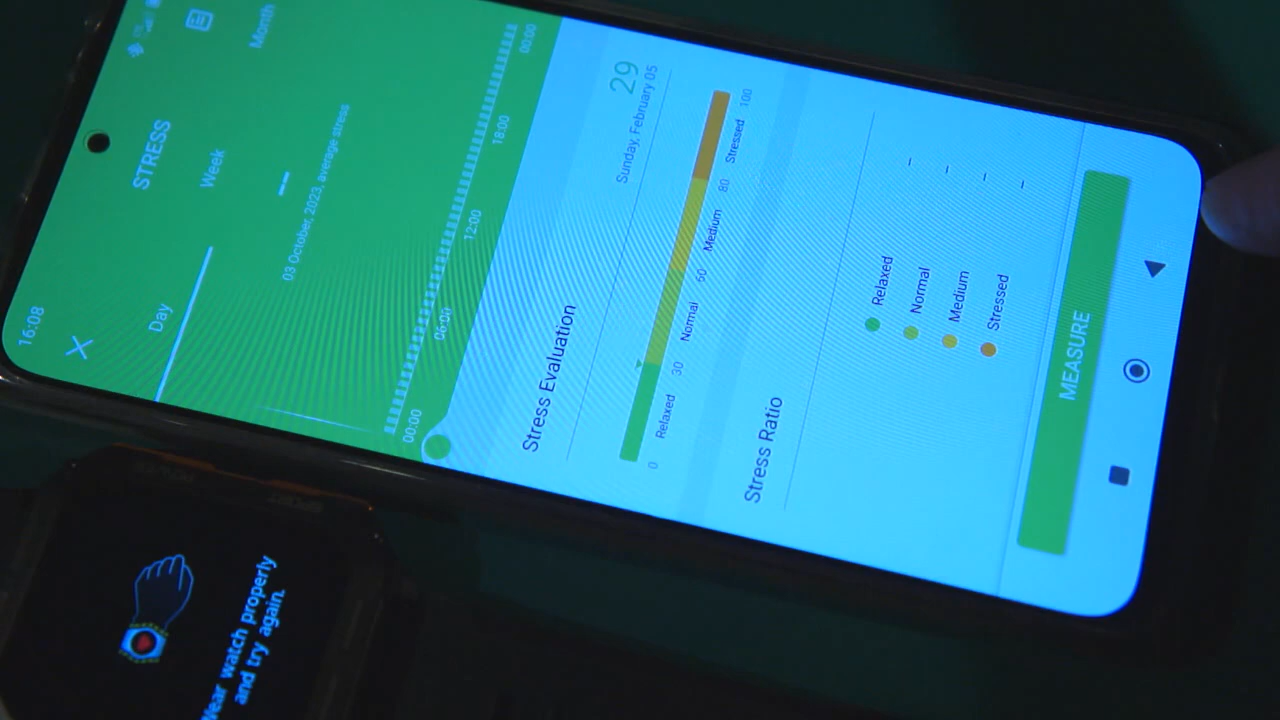 16:08
STRESS
Day
Week
Month
--
03 October, 2023, average stress
00:00
06:00
12:00
18:00
00:00
Stress Evaluation
29
Sunday, February 05
0
30
60
80
100
Relaxed
Normal
Medium
Stressed
Stress Ratio
Relaxed -
Normal -
Medium -
Stressed -
MEASURE
Wear watch properly
and try again.